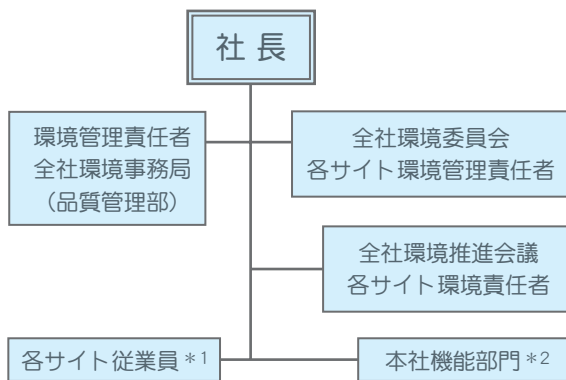 社長
環境管理責任者
全社環境事務局
(品質管理部)
全社環境委員会
各サイト環境管理責任者
全社環境推進会議
各サイト環境責任者
各サイト従業員*1
本社機能部門*2